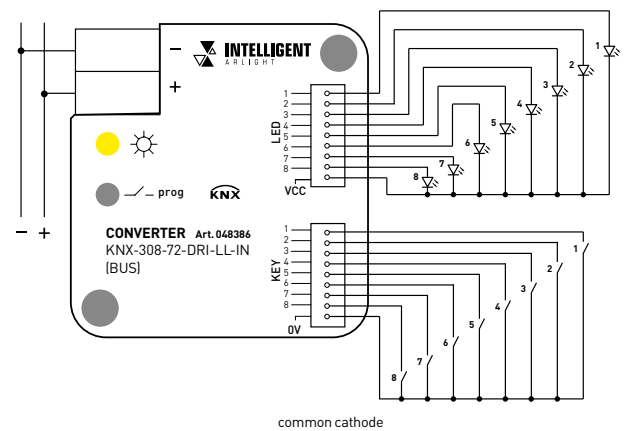 −
+
INTELLIGENT
ARLIGHT
prog
KNX
CONVERTER Art. 048386
KNX-308-72-DRI-LL-IN
(BUS)
− +
LED
1
2
3
4
5
6
7
8
VCC
1
2
3
4
5
6
7
8
KEY
1
2
3
4
5
6
7
8
0V
1
2
3
4
5
6
7
8
common cathode